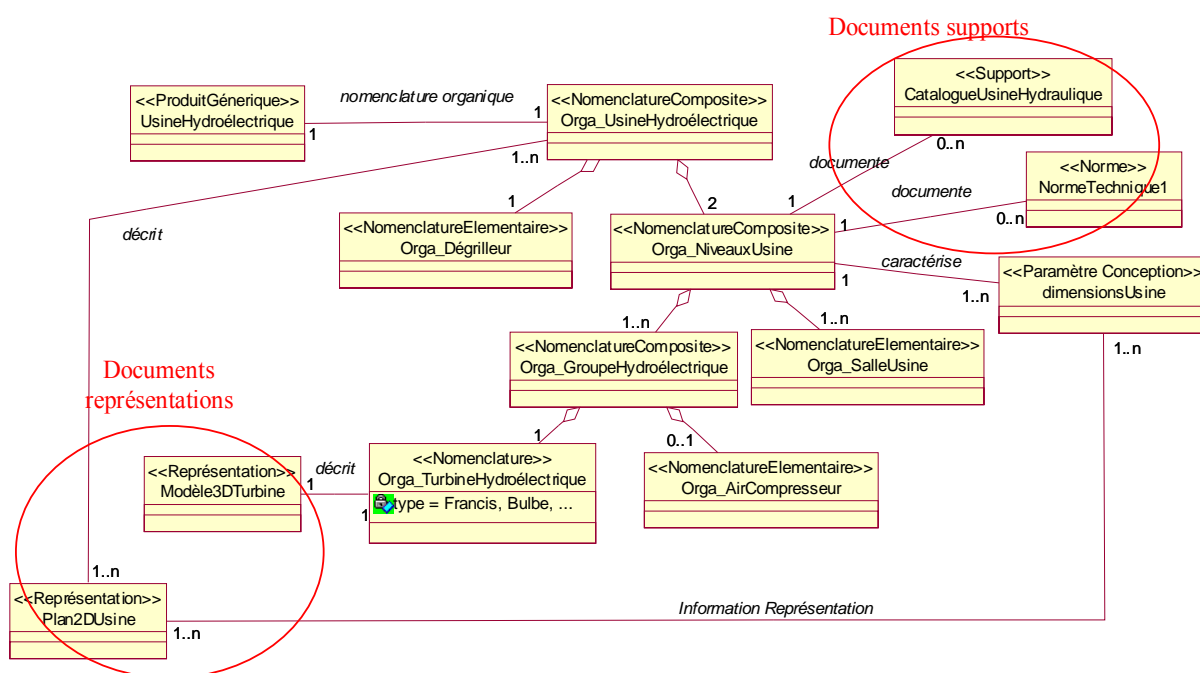 Documents supports
<<Support>>
CatalogueUsineHydraulique
<<ProduitGénerique>>
UsineHydroélectrique
nomenclature organique
1
1
<<NomenclatureComposite>>
Orga_UsineHydroélectrique
0..n
documente
1
<<Norme>>
NormeTechnique1
documente
1
0..n
1..n
décrit
1
2
<<NomenclatureElementaire>>
Orga_Dégrilleur
<<NomenclatureComposite>>
Orga_NiveauxUsine
caractérise
1
1..n
<<Paramètre Conception>>
dimensionsUsine
1..n
1..n
1..n
<<NomenclatureComposite>>
Orga_GroupeHydroélectrique
<<NomenclatureElementaire>>
Orga_SalleUsine
Documents
représentations
1
0..1
<<Représentation>>
Modèle3DTurbine
décrit
1
1
<<Nomenclature>>
Orga_TurbineHydroélectrique
type = Francis, Bulbe, ...
<<NomenclatureElementaire>>
Orga_AirCompresseur
1..n
<<Représentation>>
Plan2DUsine
1..n
Information Représentation